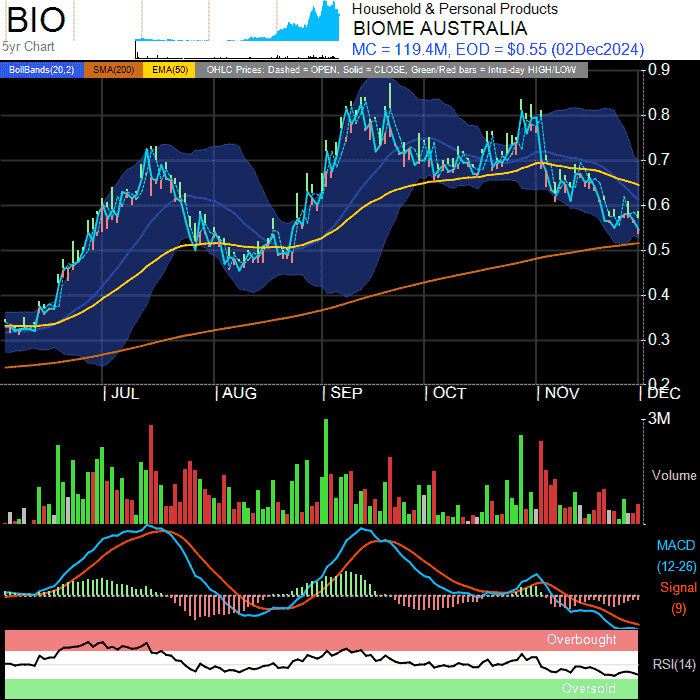 BIO
5yr Chart
Household & Personal Products
BIOME AUSTRALIA
MC = 119.4M, EOD = $0.55 (02Dec2024)
BollBands(20,2) SMA(200) EMA(50) OHLC Prices: Dashed = OPEN, Solid = CLOSE, Green/Red bars = Intra-day HIGH/LOW
0.9
0.8
0.7
0.6
0.5
0.4
0.3
0.2
JUL AUG SEP OCT NOV DEC
3M
Volume
MACD
(12-26)
Signal
(9)
Overbought
RSI(14)
Oversold